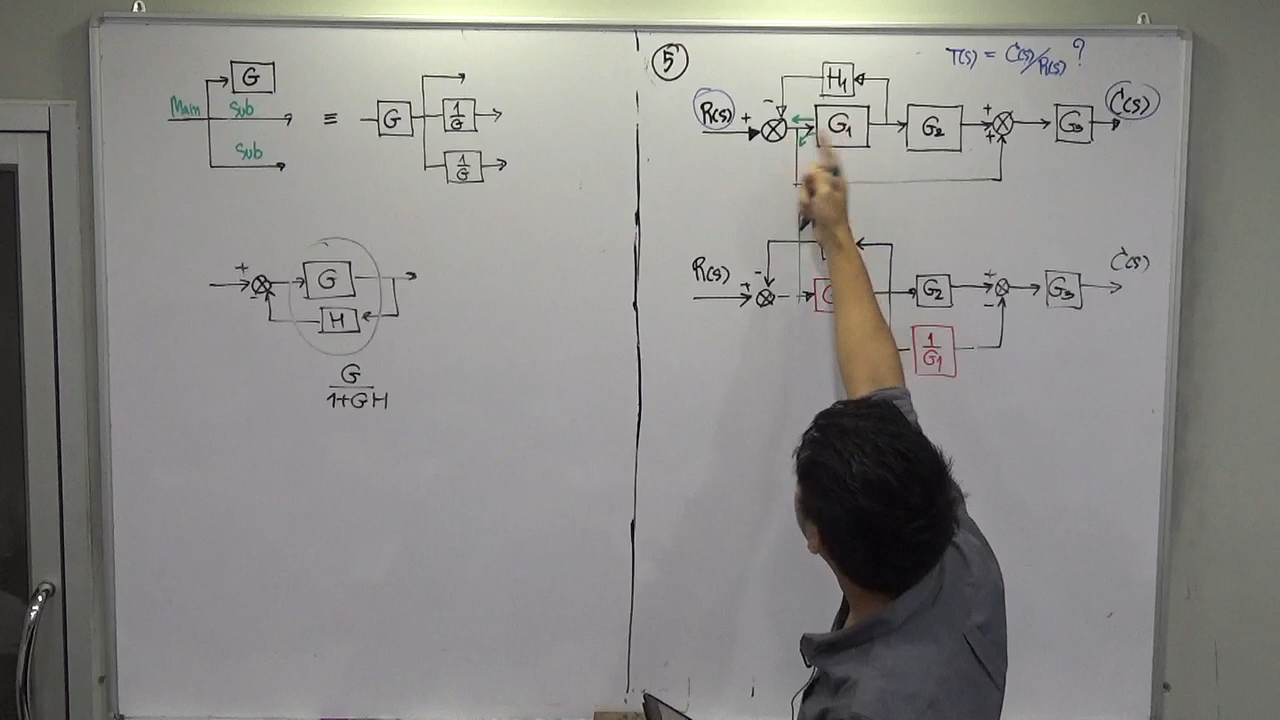 G
Main Sub
Sub
≡
G
1/G
1/G
+
-
G
H
G
1+GH
5
T(s) = C(s)/R(s) ?
H1
R(s) + -
G1
G2
+
+
G3
C(s)
R(s) + -
G2
+
-
G3
C(s)
1/G1